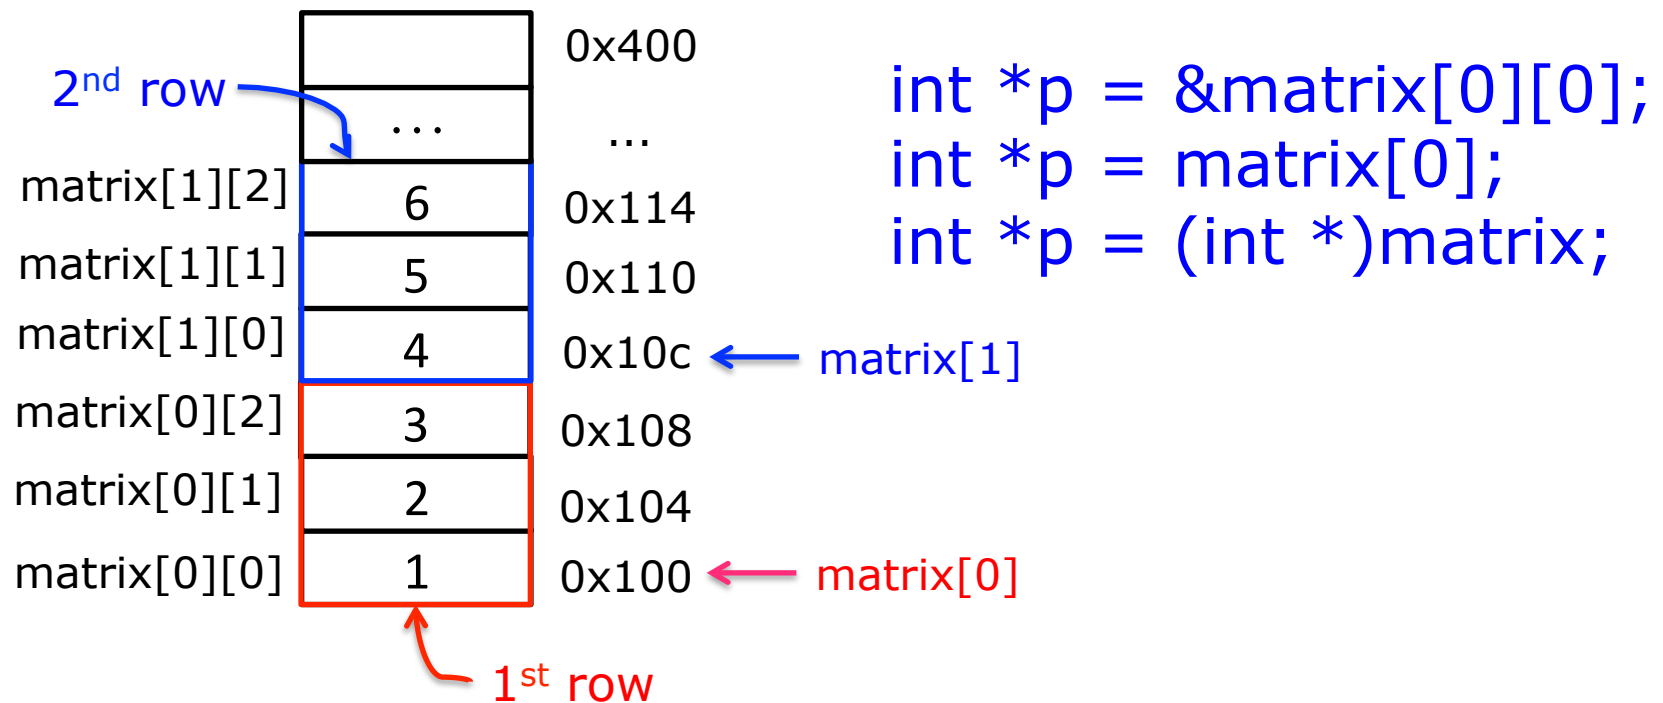 0x400
int *p = &matrix[0][0];
2nd row
... ...
int *p = matrix[0];
matrix[1][2] 6 0x114
int *p = (int *)matrix;
matrix[1][1] 5 0x110
matrix[1][0] 4 0x10c matrix[1]
matrix[0][2] 3 0x108
matrix[0][1] 2 0x104
matrix[0][0] 1 0x100 matrix[0]
1st row